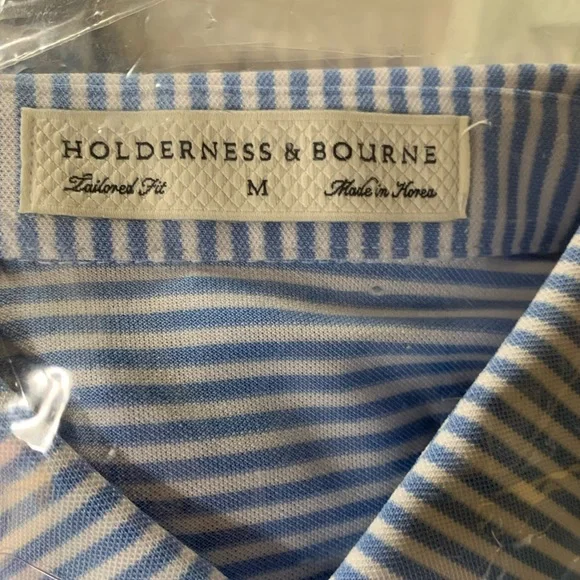 HOLDERNESS & BOURNE
Tailored Fit M Made in Korea